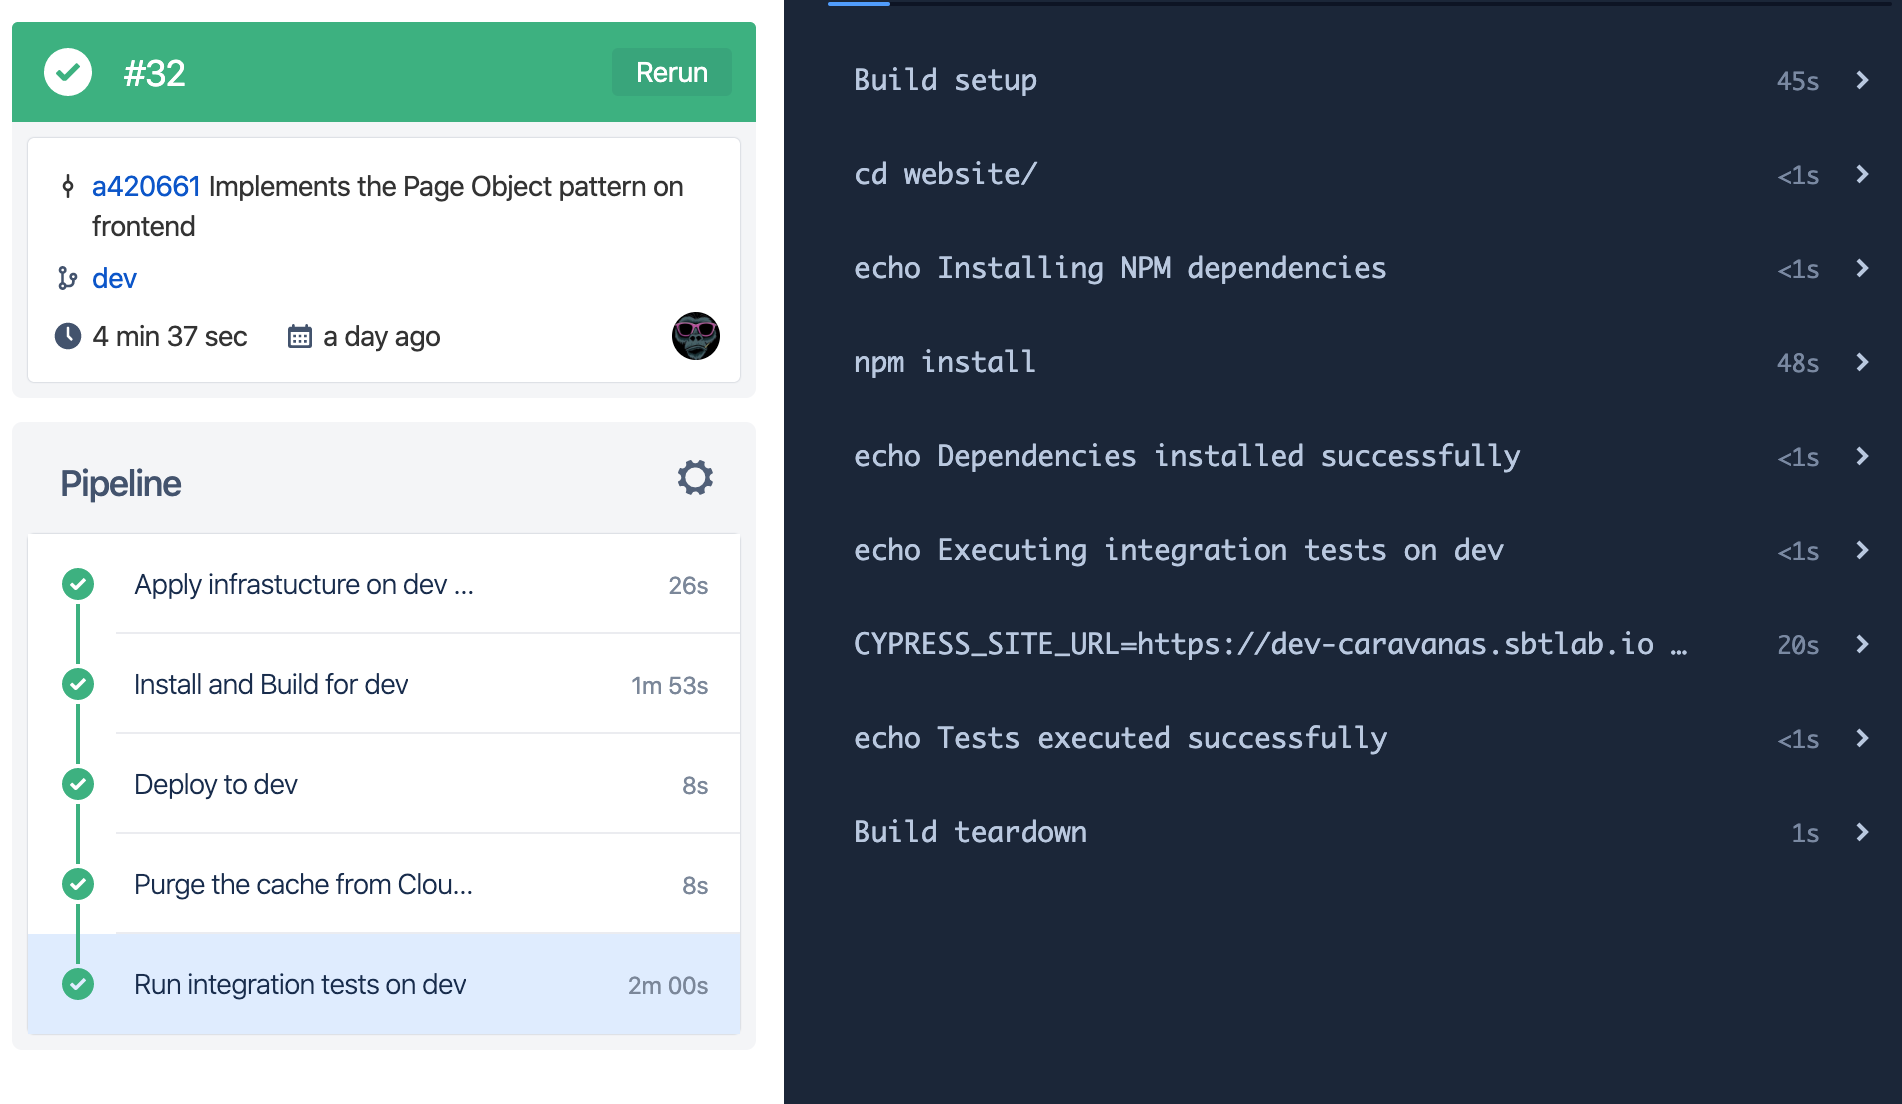 #32
Rerun
a420661 Implements the Page Object pattern on
frontend
dev
4 min 37 sec a day ago
Pipeline
Apply infrastucture on dev ... 26s
Install and Build for dev 1m 53s
Deploy to dev 8s
Purge the cache from Clou... 8s
Run integration tests on dev 2m 00s
Build setup 45s
cd website/ <1s
echo Installing NPM dependencies <1s
npm install 48s
echo Dependencies installed successfully <1s
echo Executing integration tests on dev <1s
CYPRESS_SITE_URL=https://dev-caravanas.sbtlab.io … 20s
echo Tests executed successfully <1s
Build teardown 1s